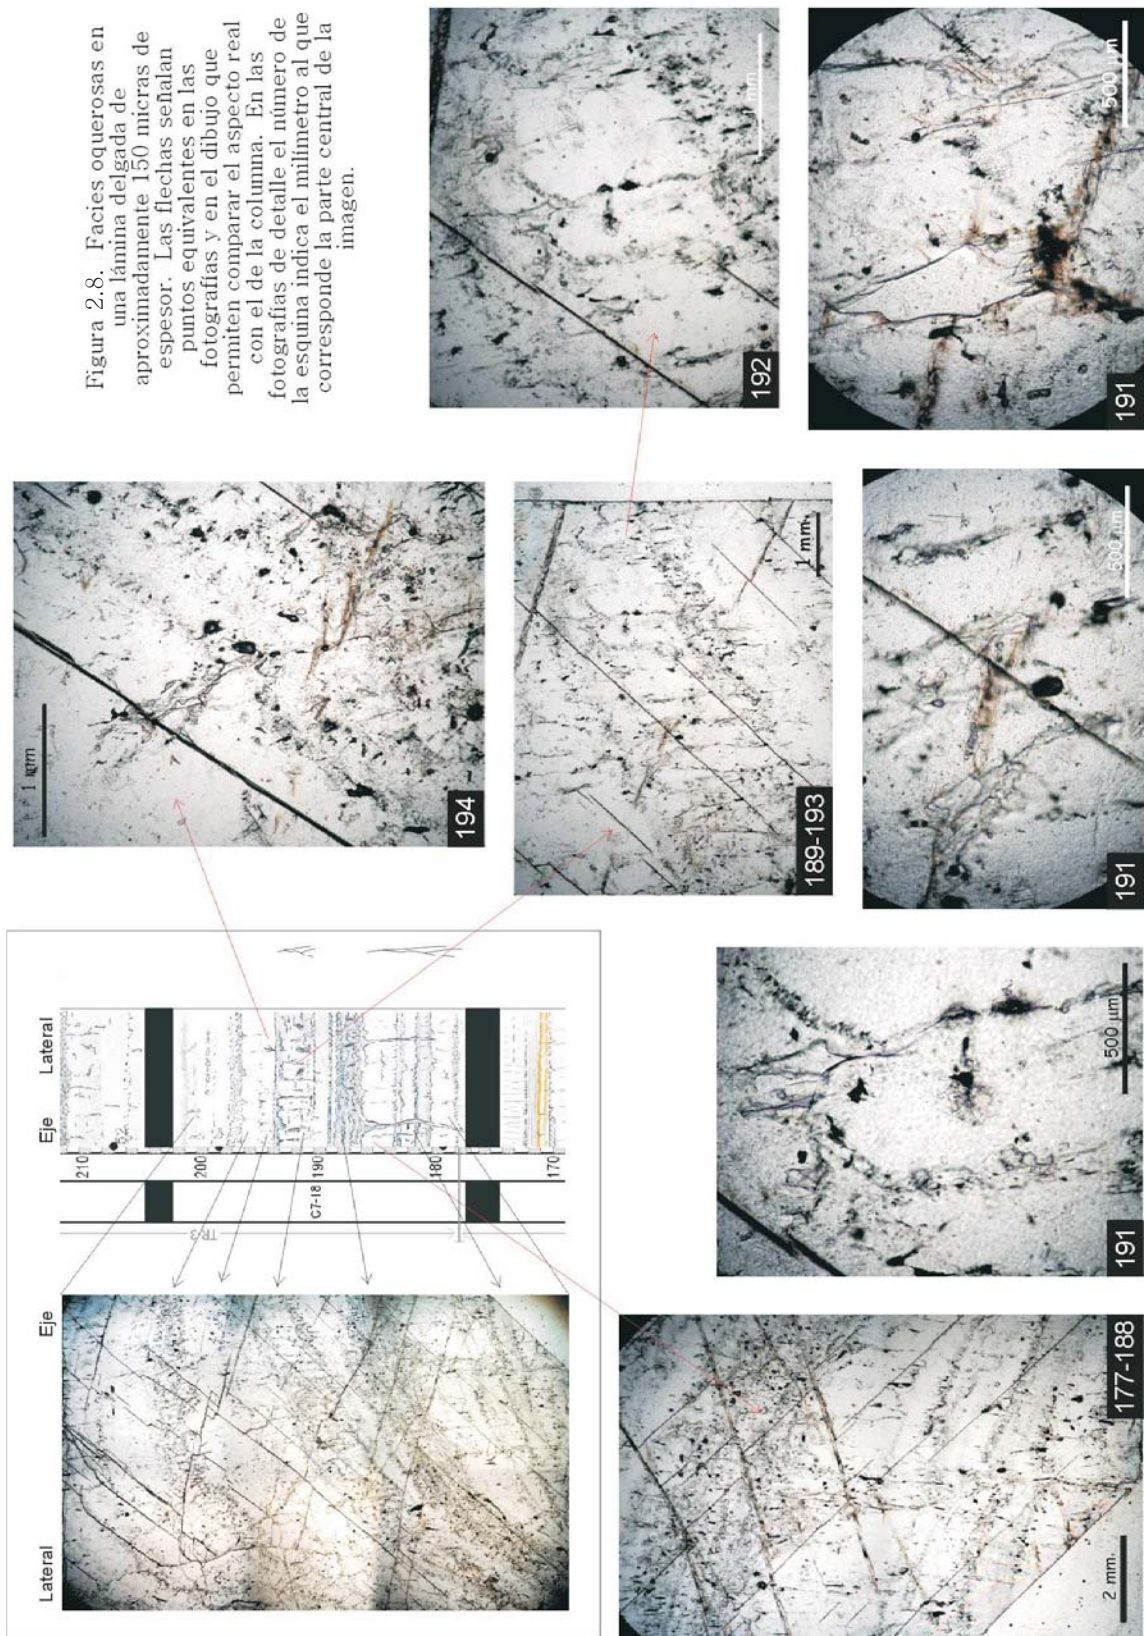 Figura 2.8. Facies oquerosas en
una lámina delgada de
aproximadamente 150 micras de
espesor. Las flechas señalan
puntos equivalentes en las
fotografías y en el dibujo que
permiten comparar el aspecto real
con el de la columna. En las
fotografías de detalle el número de
la esquina indica el milímetro al que
corresponde la parte central de la
imagen.
Lateral
Eje
Eje
Lateral
210
200
190
180
170
TR-3
C7-18
1 mm
194
1 mm
192
1 mm
189-193
500 µm
191
500 µm
191
500 µm
191
2 mm
177-188